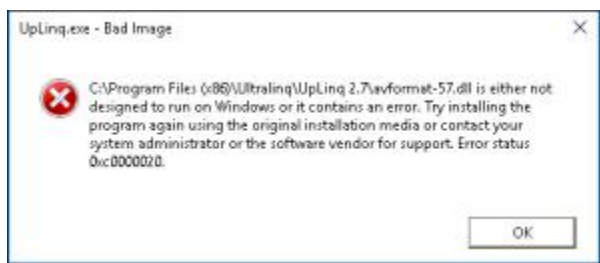 UpLinq.exe - Bad Image
C:\Program Files (x86)\Ultralinq\UpLinq 2.7\avformat-57.dll is either not
designed to run on Windows or it contains an error. Try installing the
program again using the original installation media or contact your
system administrator or the software vendor for support. Error status
0xc0000020.
OK